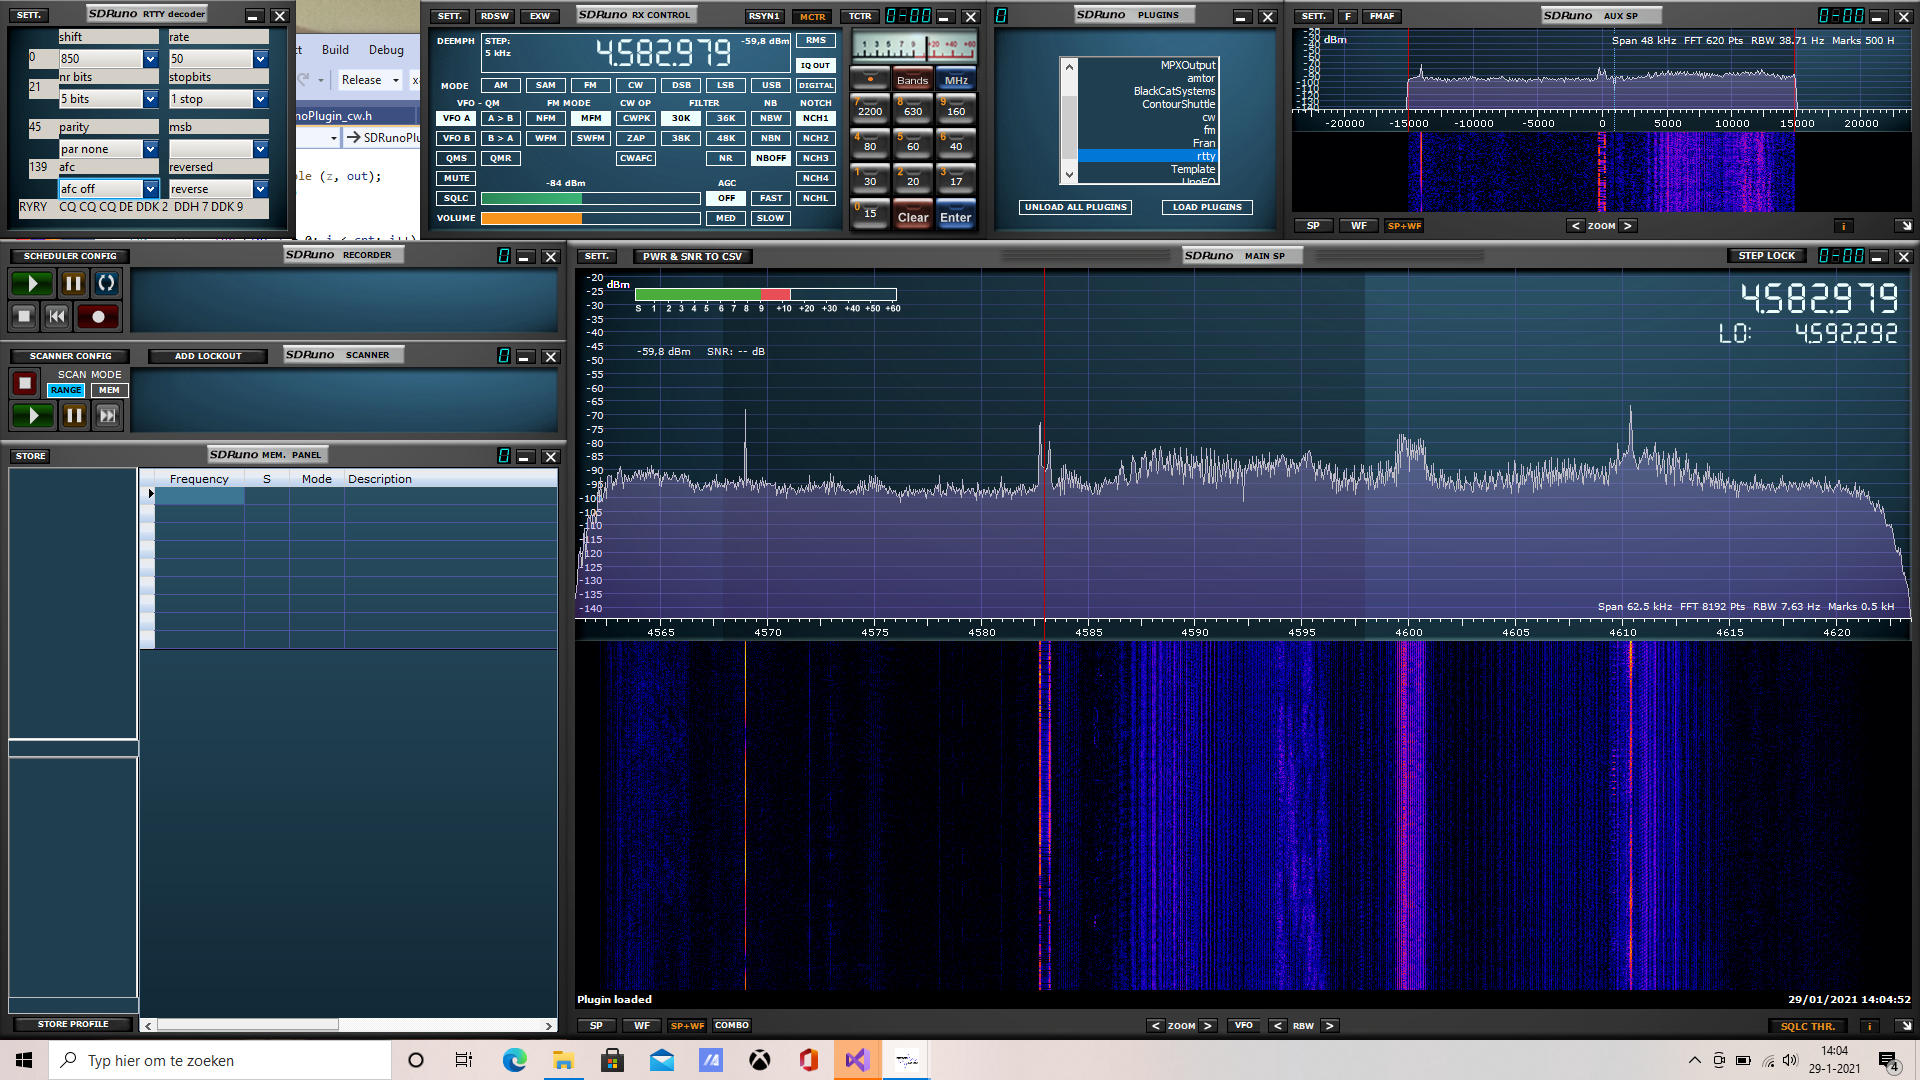 SETT. SDRuno RTTY decoder
shift rate
0 850 50
nr bits stopbits
21 5 bits 1 stop
45 parity msb
par none
139 afc reversed
afc off reverse
RYRY CQ CQ CQ DE DDK 2 DDH 7 DDK 9
Build Debug
Release
noPlugin_cw.h
SDRunoPlu
ple (z, out);
SETT. RDSW EXW SDRuno RX CONTROL RSYN1 MCTR TCTR
DEEMPH STEP: 5 kHz 4.582.979 -59,8 dBm RMS
IQ OUT
MODE AM SAM FM CW DSB LSB USB DIGITAL
VFO - QM FM MODE CW OP FILTER NB NOTCH
VFO A A > B NFM MFM CWPK 30K 36K NBW NCH1
VFO B B > A WFM SWFM ZAP 38K 48K NBN NCH2
QMS QMR CWAFC NR NBOFF NCH3
MUTE -84 dBm AGC NCH4
SQLC OFF FAST NCHL
VOLUME MED SLOW
1 3 5 7 9 +20 +40 +60
Bands MHz
7 2200 8 630 9 160
4 80 5 60 6 40
1 30 2 20 3 17
0 15 Clear Enter
0 SDRuno PLUGINS
MPXOutput
amtor
BlackCatSystems
ContourShuttle
cw
fm
Fran
rtty
Template
UnoEQ
UNLOAD ALL PLUGINS LOAD PLUGINS
SETT. F FMAF SDRuno AUX SP
dBm Span 48 kHz FFT 620 Pts RBW 38.71 Hz Marks 500 H
-20000 -15000 -10000 -5000 0 5000 10000 15000 20000
SP WF SP+WF < ZOOM > i
SCHEDULER CONFIG SDRuno RECORDER 0
SCANNER CONFIG ADD LOCKOUT SDRuno SCANNER 0
SCAN MODE
RANGE MEM
STORE SDRuno MEM. PANEL 0
Frequency S Mode Description
STORE PROFILE
SETT. PWR & SNR TO CSV SDRuno MAIN SP STEP LOCK
dBm
S 1 2 3 4 5 6 7 8 9 +10 +20 +30 +40 +50 +60
4.582.979
LO: 4.592.292
-59,8 dBm SNR: -- dB
-20
-25
-30
-35
-40
-45
-50
-55
-60
-65
-70
-75
-80
-85
-90
-95
-100
-105
-110
-115
-120
-125
-130
-135
-140
Span 62.5 kHz FFT 8192 Pts RBW 7.63 Hz Marks 0.5 kH
4565 4570 4575 4580 4585 4590 4595 4600 4605 4610 4615 4620
Plugin loaded 29/01/2021 14:04:52
SP WF SP+WF COMBO < ZOOM > VFO < RBW > SQLC THR. i
Typ hier om te zoeken
14:04
29-1-2021
4